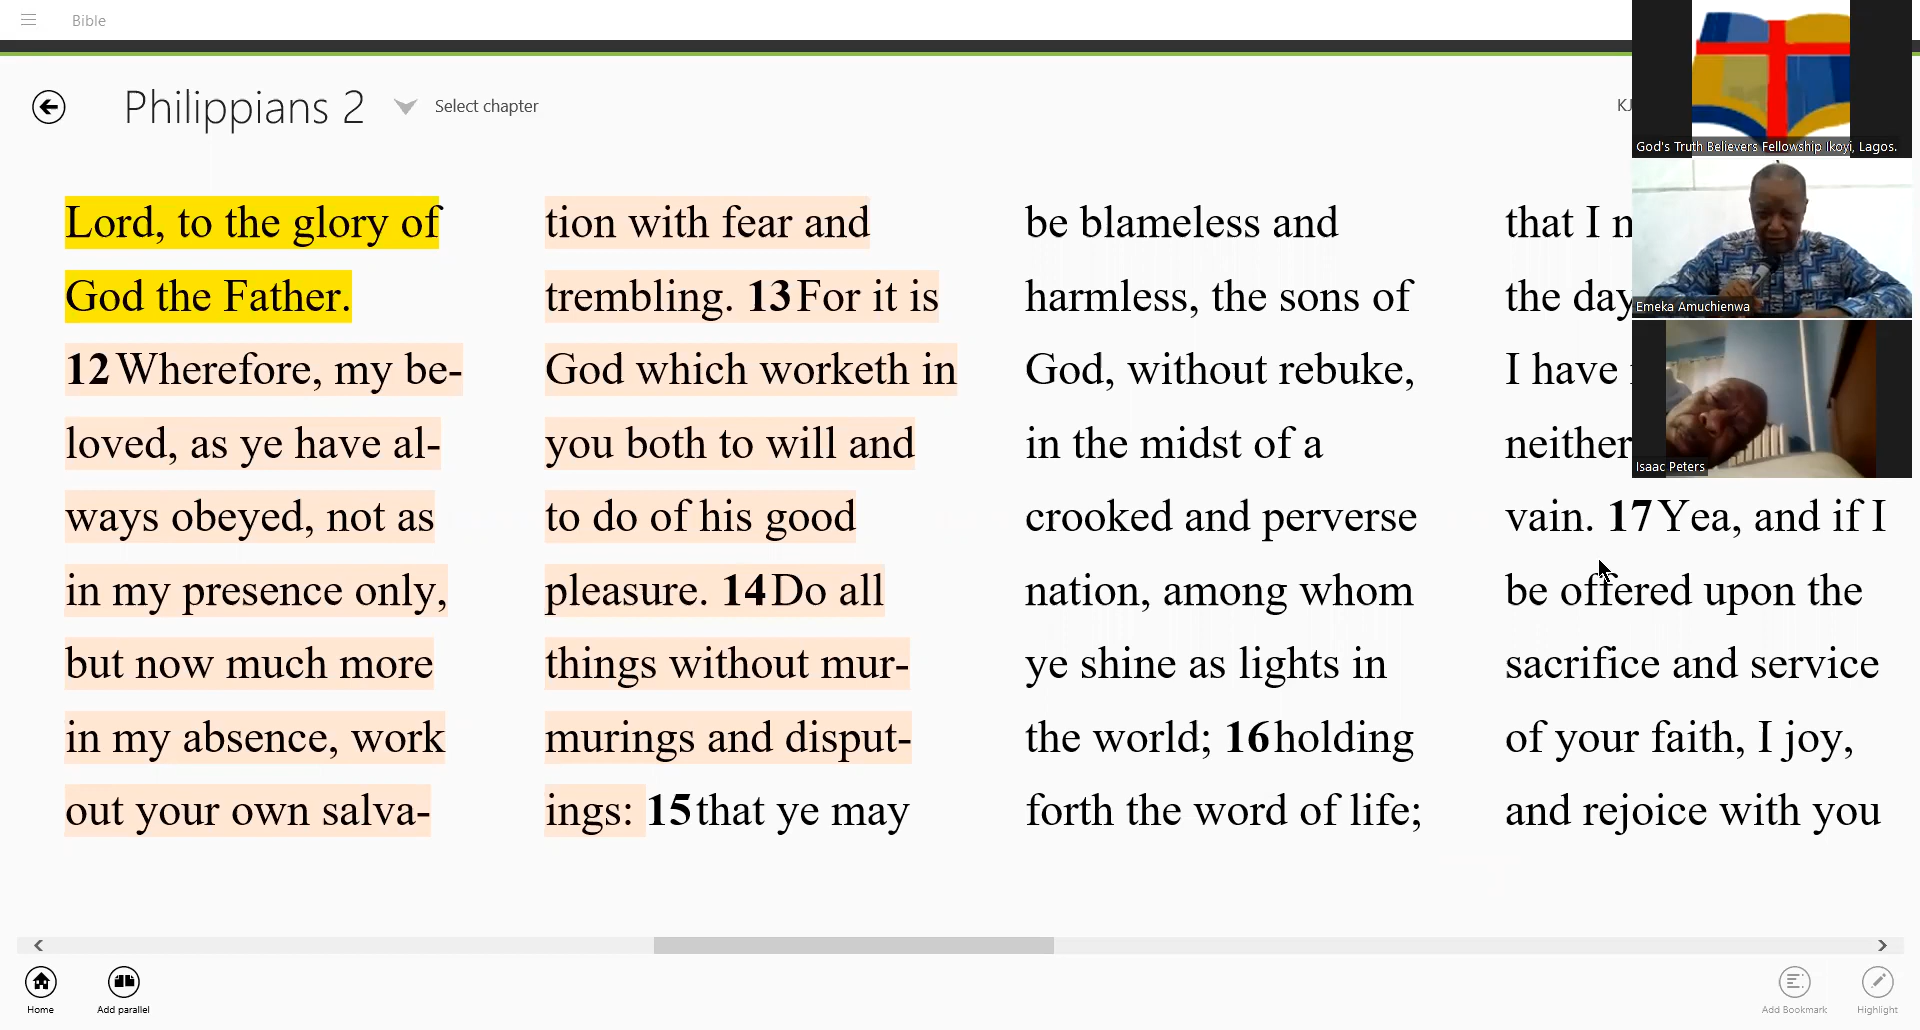 Bible
Philippians 2
Select chapter
KJ
Lord, to the glory of
God the Father.
12 Wherefore, my be-
loved, as ye have al-
ways obeyed, not as
in my presence only,
but now much more
in my absence, work
out your own salva-
tion with fear and
trembling. 13 For it is
God which worketh in
you both to will and
to do of his good
pleasure. 14 Do all
things without mur-
murings and disput-
ings: 15 that ye may
be blameless and
harmless, the sons of
God, without rebuke,
in the midst of a
crooked and perverse
nation, among whom
ye shine as lights in
the world; 16 holding
forth the word of life;
that I
the day
I have
neither
vain. 17 Yea, and if I
be offered upon the
sacrifice and service
of your faith, I joy,
and rejoice with you
God's Truth Believers Fellowship Ikoyi, Lagos.
Emeka Amuchienwa
Isaac Peters
Home
Add parallel
Add Bookmark
Highlight